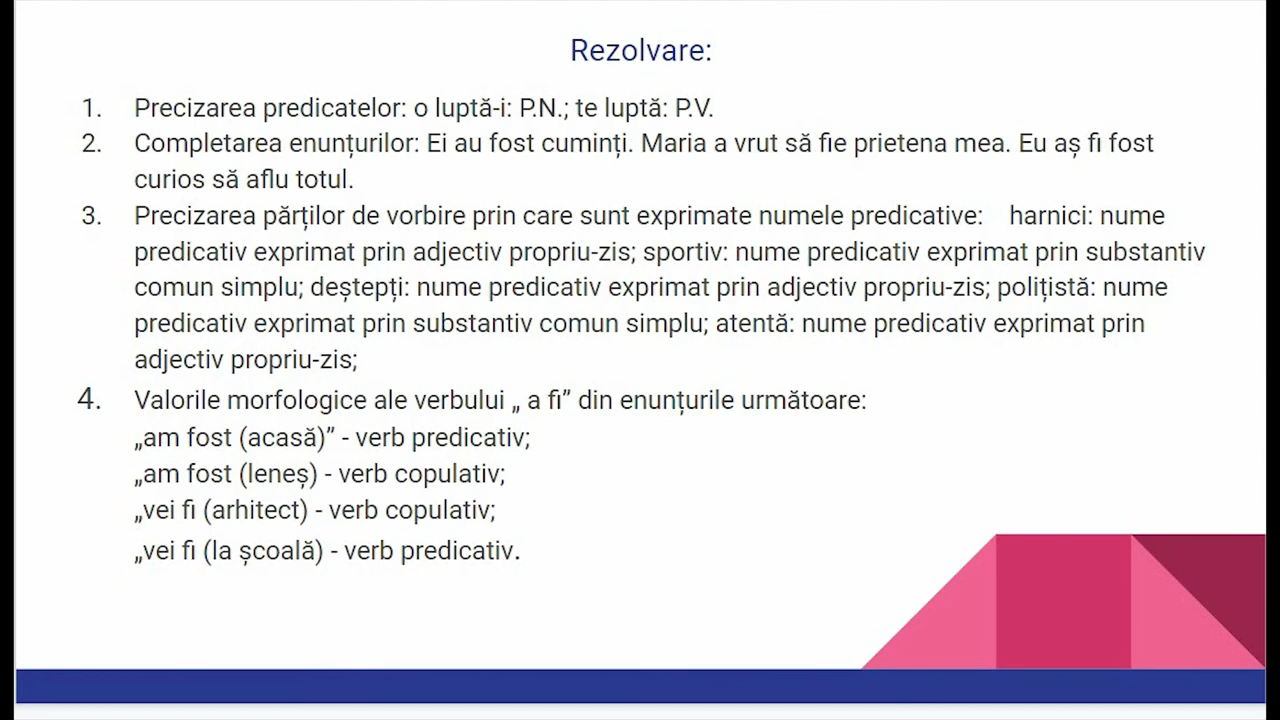 Rezolvare:
1. Precizarea predicatelor: o luptă-i: P.N.; te luptă: P.V.
2. Completarea enunțurilor: Ei au fost cuminți. Maria a vrut să fie prietena mea. Eu aș fi fost
curios să aflu totul.
3. Precizarea părților de vorbire prin care sunt exprimate numele predicative: harnici: nume
predicativ exprimat prin adjectiv propriu-zis; sportiv: nume predicativ exprimat prin substantiv
comun simplu; deștepți: nume predicativ exprimat prin adjectiv propriu-zis; polițistă: nume
predicativ exprimat prin substantiv comun simplu; atentă: nume predicativ exprimat prin
adjectiv propriu-zis;
4. Valorile morfologice ale verbului „ a fi” din enunțurile următoare:
„am fost (acasă)” - verb predicativ;
„am fost (leneș) - verb copulativ;
„vei fi (arhitect) - verb copulativ;
„vei fi (la școală) - verb predicativ.